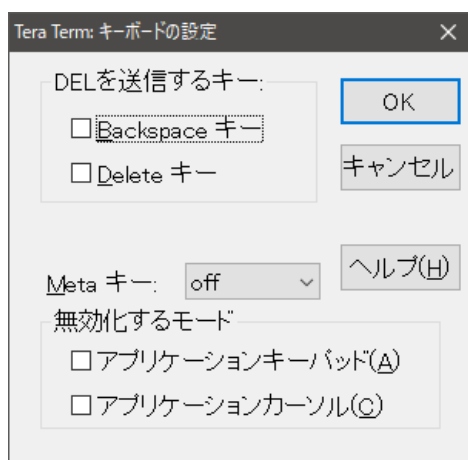 Tera Term: キーボードの設定
DELを送信するキー:
Backspace キー
Delete キー
OK
キャンセル
ヘルプ(H)
Meta キー: off
無効化するモード
アプリケーションキーパッド(A)
アプリケーションカーソル(C)